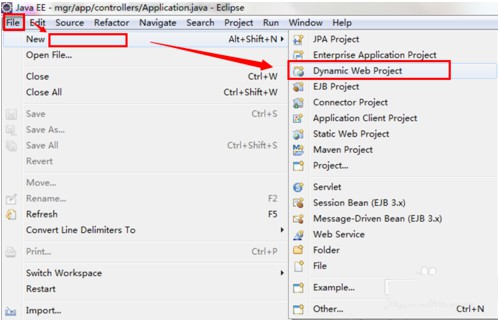 Java EE - mgr/app/controllers/Application.java - Eclipse
File Edit Source Refactor Navigate Search Project Run Window Help
New Alt+Shift+N
Open File...
Close Ctrl+W
Close All Ctrl+Shift+W
Save Ctrl+S
Save As...
Save All Ctrl+Shift+S
Revert
Move...
Rename... F2
Refresh F5
Convert Line Delimiters To
Print... Ctrl+P
Switch Workspace
Restart
Import...
JPA Project
Enterprise Application Project
Dynamic Web Project
EJB Project
Connector Project
Application Client Project
Static Web Project
Maven Project
Project...
Servlet
Session Bean (EJB 3.x)
Message-Driven Bean (EJB 3.x)
Web Service
Folder
File
Example...
Other... Ctrl+N